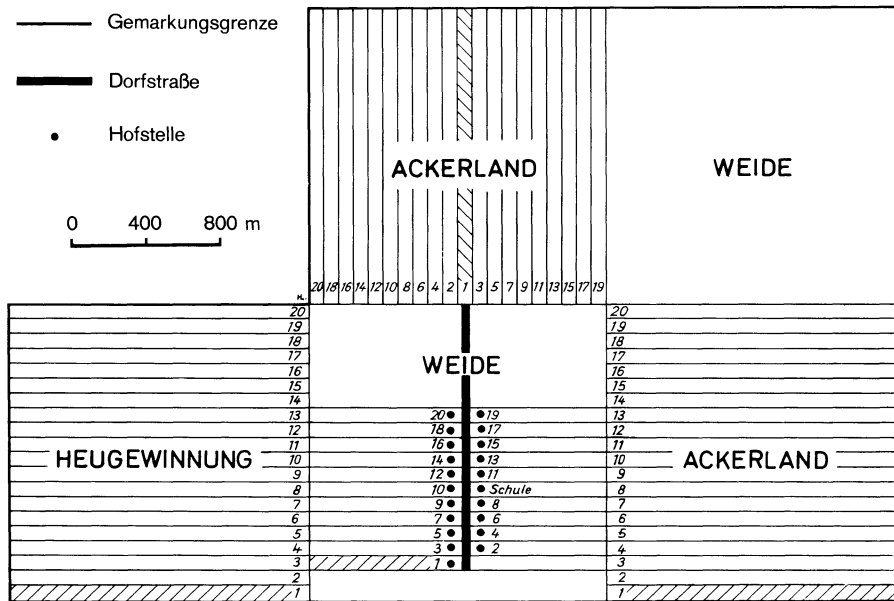 Gemarkungsgrenze
Dorfstraße
Hofstelle
0 400 800 m
ACKERLAND
WEIDE
20 18 16 14 12 10 8 6 4 2 1 3 5 7 9 11 13 15 17 19
20 20
19 19
18 18
17 17
WEIDE
16 16
15 15
14 14
13 20 19 13
12 18 17 12
11 16 15 11
HEUGEWINNUNG 10 14 13 10 ACKERLAND
9 12 11 9
8 10 Schule 8
7 9 8 7
6 7 6 6
5 5 4 5
4 3 2 4
3 1 3
2 2
1 1